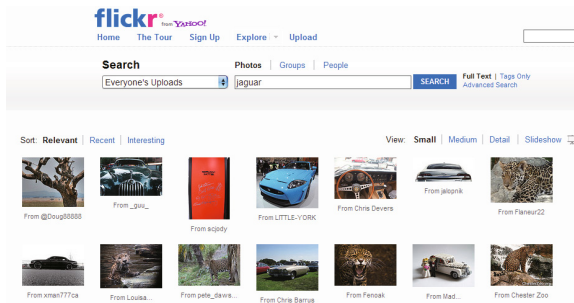 flickr from YAHOO!
Home The Tour Sign Up Explore Upload
Search Photos Groups People
Everyone's Uploads jaguar SEARCH Full Text | Tags Only
Advanced Search
Sort: Relevant Recent Interesting View: Small Medium Detail Slideshow
From @Doug88888 From _guu_ From scjody From LITTLE-YORK From Chris Devers From jalopnik From Flaneur22
From xman777ca From Louisa... From pete_daws... From Chris Barrus From Fenoak From Mad... From Chester Zoo